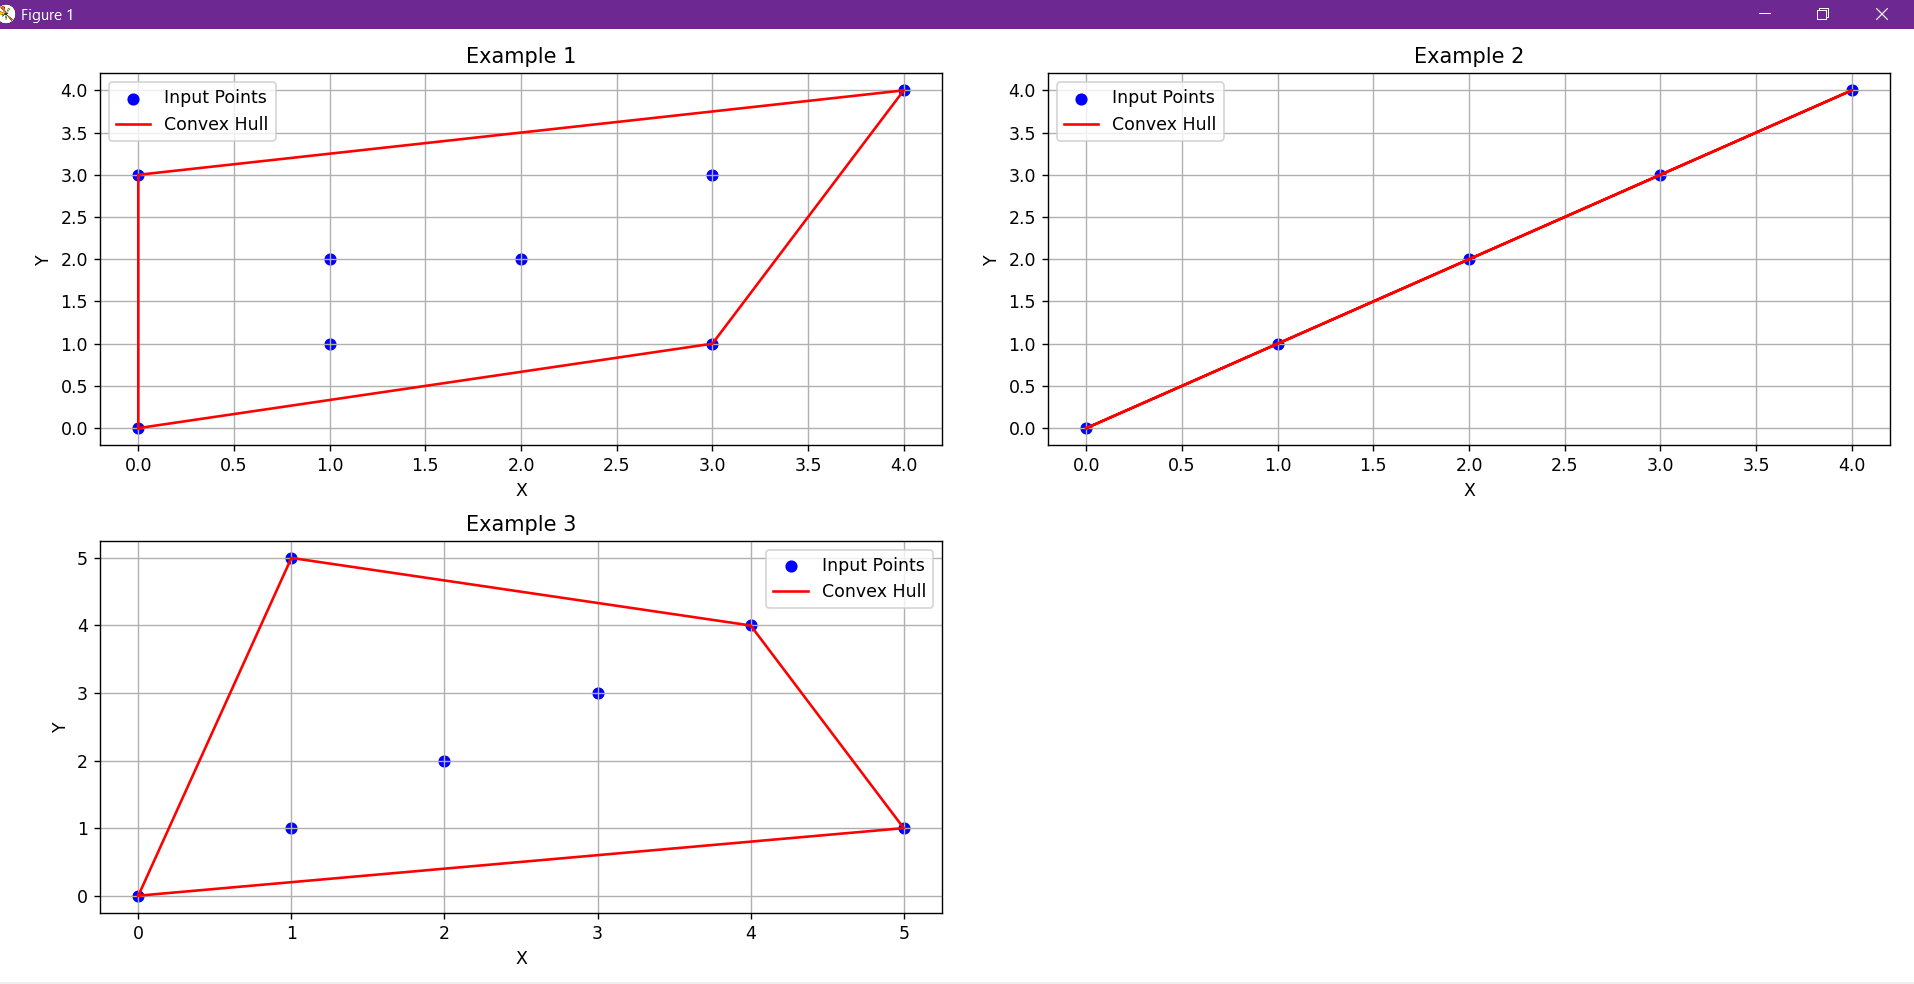 Figure 1
Example 1
Input Points
Convex Hull
4.0
3.5
3.0
2.5
2.0
1.5
1.0
0.5
0.0
Y
0.0 0.5 1.0 1.5 2.0 2.5 3.0 3.5 4.0
X
Example 2
Input Points
Convex Hull
4.0
3.5
3.0
2.5
2.0
1.5
1.0
0.5
0.0
Y
0.0 0.5 1.0 1.5 2.0 2.5 3.0 3.5 4.0
X
Example 3
Input Points
Convex Hull
5
4
3
2
1
0
Y
0 1 2 3 4 5
X